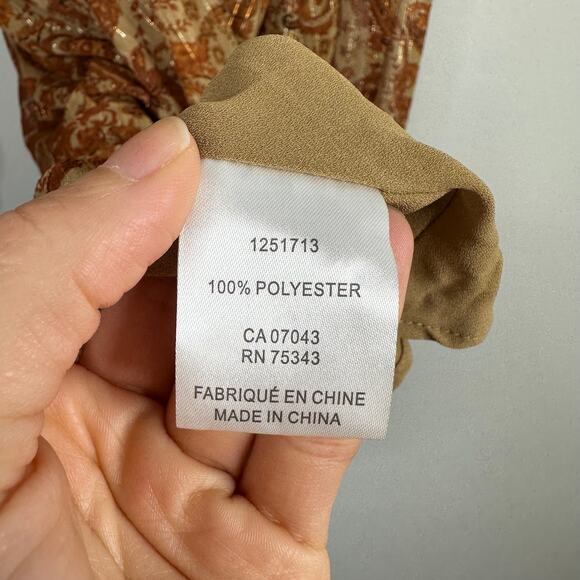 1251713
100% POLYESTER
CA 07043
RN 75343
FABRIQUÉ EN CHINE
MADE IN CHINA